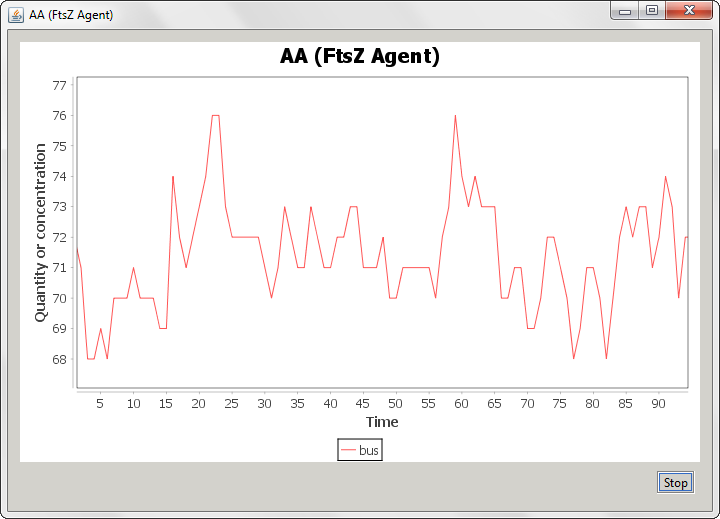 AA (FtsZ Agent)
AA (FtsZ Agent)
Quantity or concentration
77
76
75
74
73
72
71
70
69
68
5 10 15 20 25 30 35 40 45 50 55 60 65 70 75 80 85 90
Time
bus
Stop